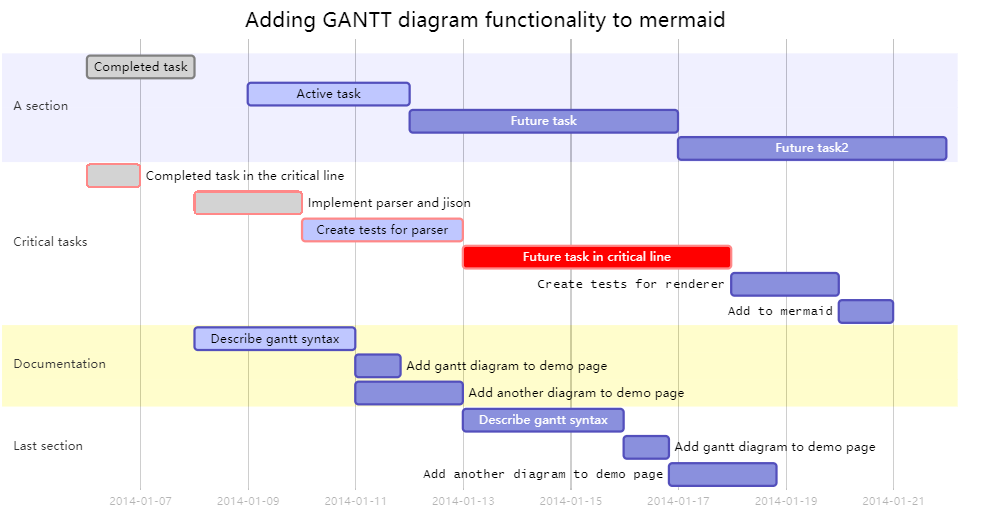 Adding GANTT diagram functionality to mermaid
Completed task
Active task
A section
Future task
Future task2
Completed task in the critical line
Implement parser and jison
Create tests for parser
Critical tasks
Future task in critical line
Create tests for renderer
Add to mermaid
Describe gantt syntax
Documentation
Add gantt diagram to demo page
Add another diagram to demo page
Describe gantt syntax
Last section
Add gantt diagram to demo page
Add another diagram to demo page
2014-01-07 2014-01-09 2014-01-11 2014-01-13 2014-01-15 2014-01-17 2014-01-19 2014-01-21